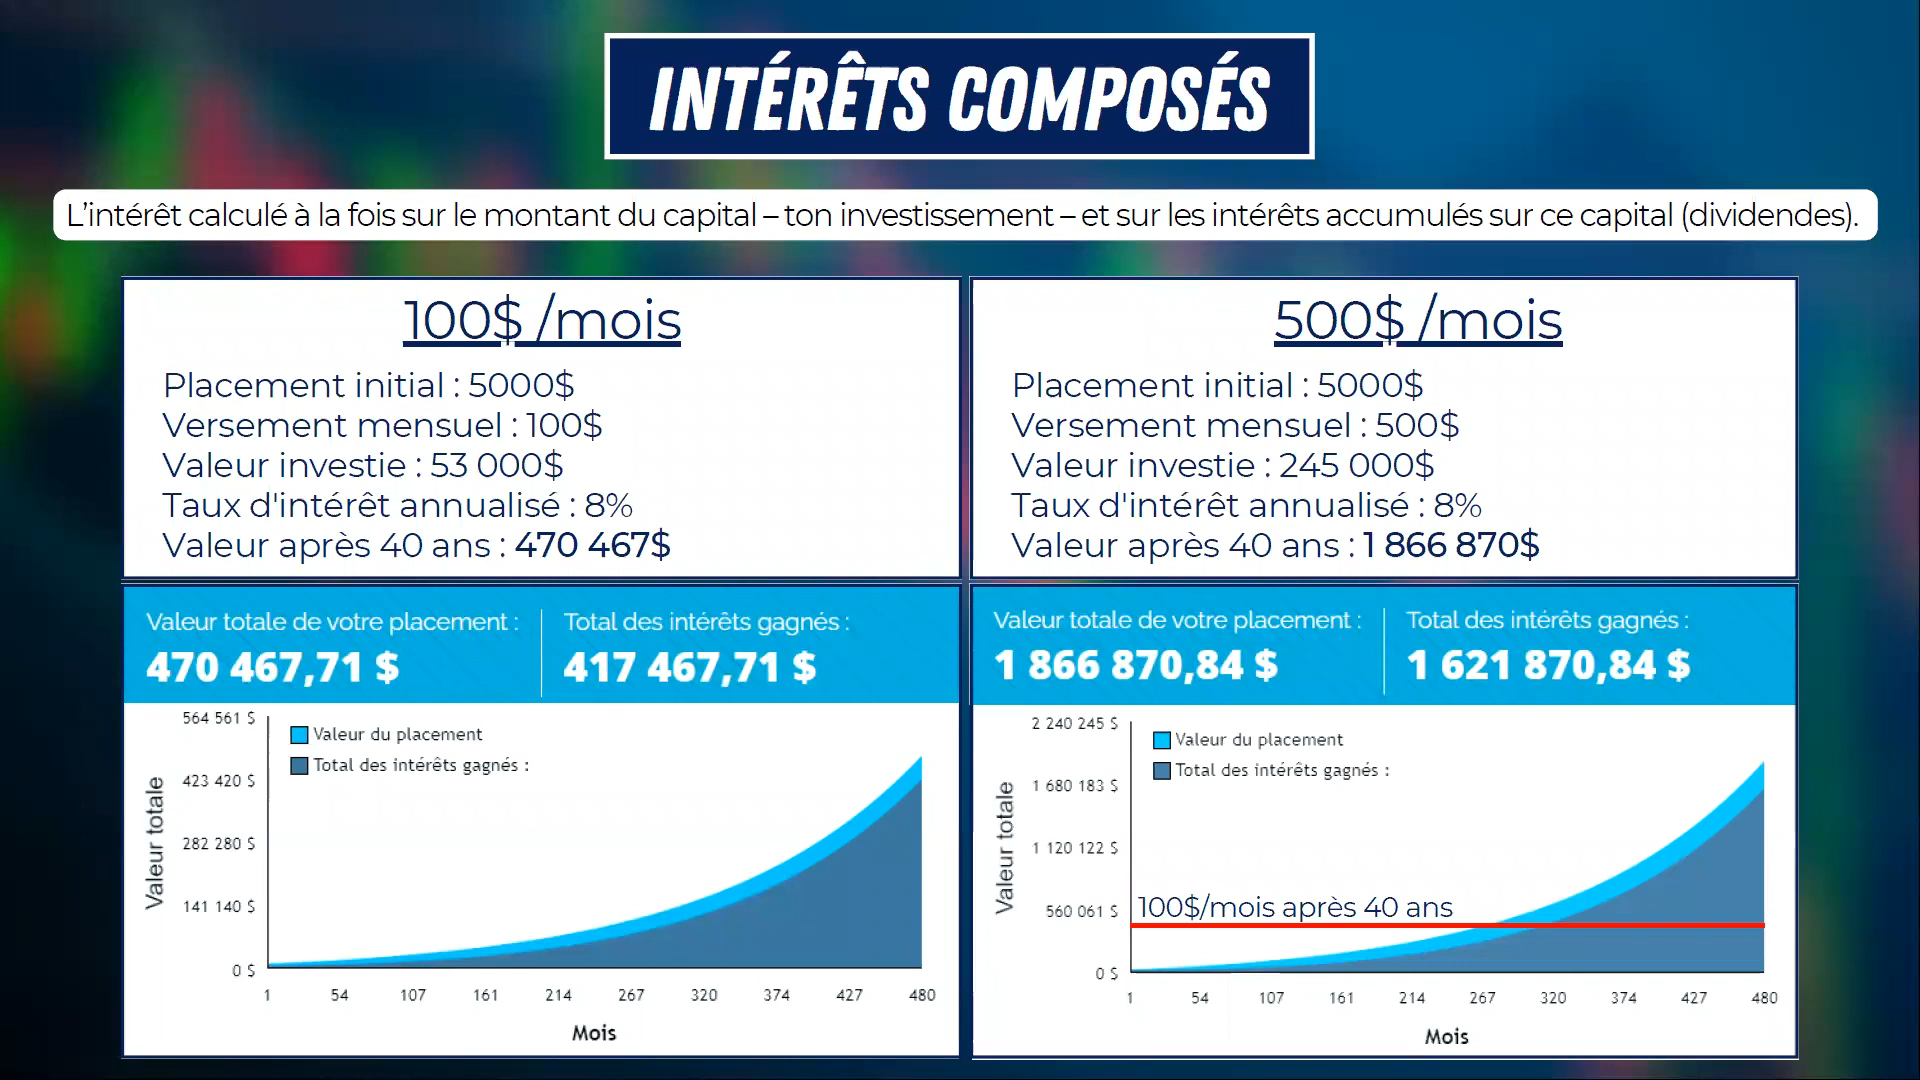 INTÉRÊTS COMPOSÉS
L'intérêt calculé à la fois sur le montant du capital – ton investissement – et sur les intérêts accumulés sur ce capital (dividendes).
100$ /mois
Placement initial : 5000$
Versement mensuel : 100$
Valeur investie : 53 000$
Taux d'intérêt annualisé : 8%
Valeur après 40 ans : 470 467$
Valeur totale de votre placement :
470 467,71 $
Total des intérêts gagnés :
417 467,71 $
Valeur du placement
Total des intérêts gagnés :
Valeur totale
564 561 $
423 420 $
282 280 $
141 140 $
0 $
1 54 107 161 214 267 320 374 427 480
Mois
500$ /mois
Placement initial : 5000$
Versement mensuel : 500$
Valeur investie : 245 000$
Taux d'intérêt annualisé : 8%
Valeur après 40 ans : 1 866 870$
Valeur totale de votre placement :
1 866 870,84 $
Total des intérêts gagnés :
1 621 870,84 $
Valeur du placement
Total des intérêts gagnés :
Valeur totale
2 240 245 $
1 680 183 $
1 120 122 $
560 061 $
0 $
100$/mois après 40 ans
1 54 107 161 214 267 320 374 427 480
Mois